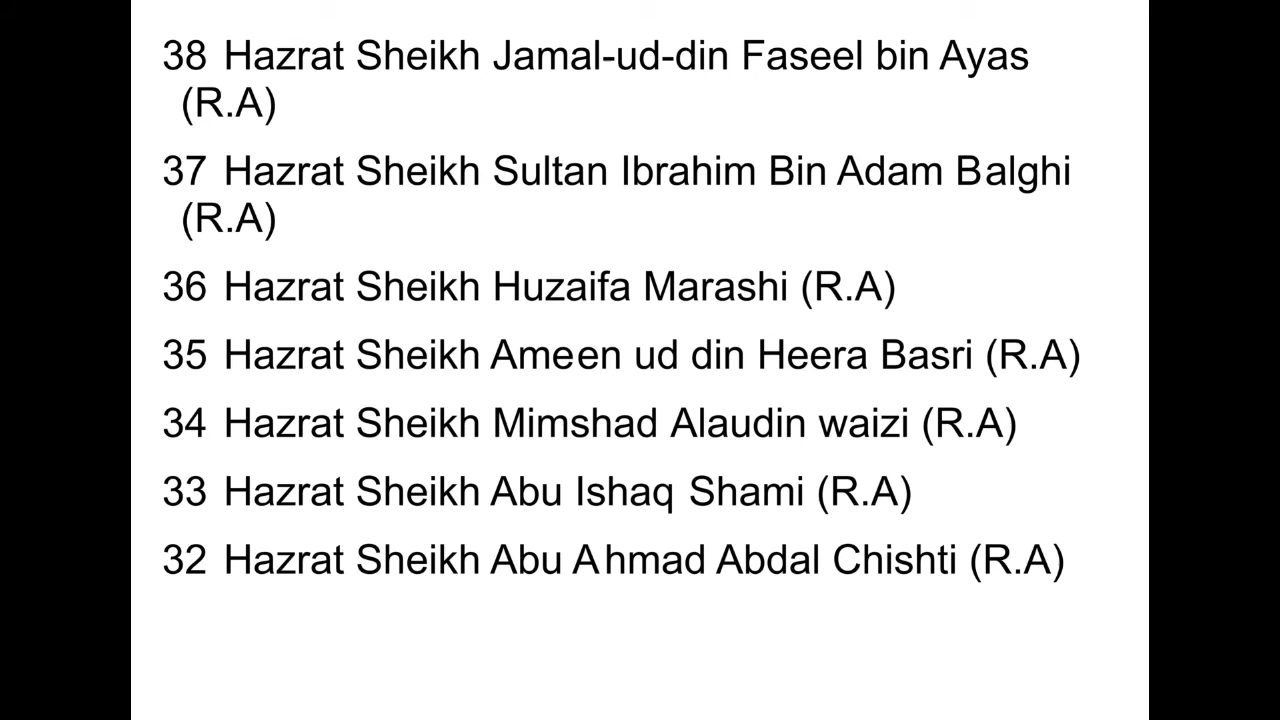 38 Hazrat Sheikh Jamal-ud-din Faseel bin Ayas
(R.A)
37 Hazrat Sheikh Sultan Ibrahim Bin Adam Balghi
(R.A)
36 Hazrat Sheikh Huzaifa Marashi (R.A)
35 Hazrat Sheikh Ameen ud din Heera Basri (R.A)
34 Hazrat Sheikh Mimshad Alaudin waizi (R.A)
33 Hazrat Sheikh Abu Ishaq Shami (R.A)
32 Hazrat Sheikh Abu Ahmad Abdal Chishti (R.A)